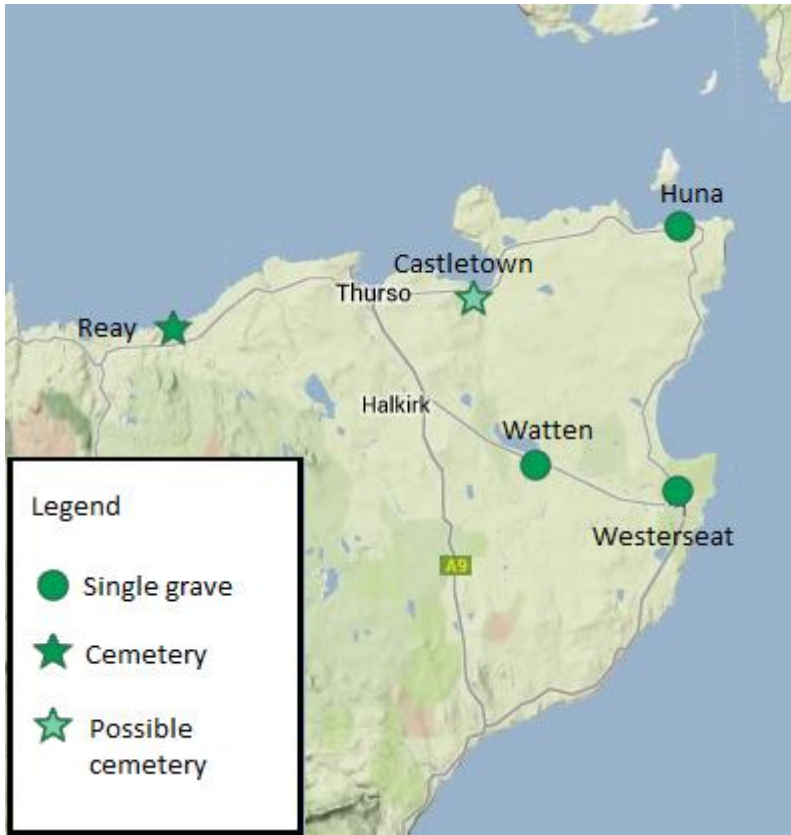 Huna
Castletown
Thurso
Reay
Halkirk
Watten
Westerseat
A9
Legend
Single grave
Cemetery
Possible
cemetery